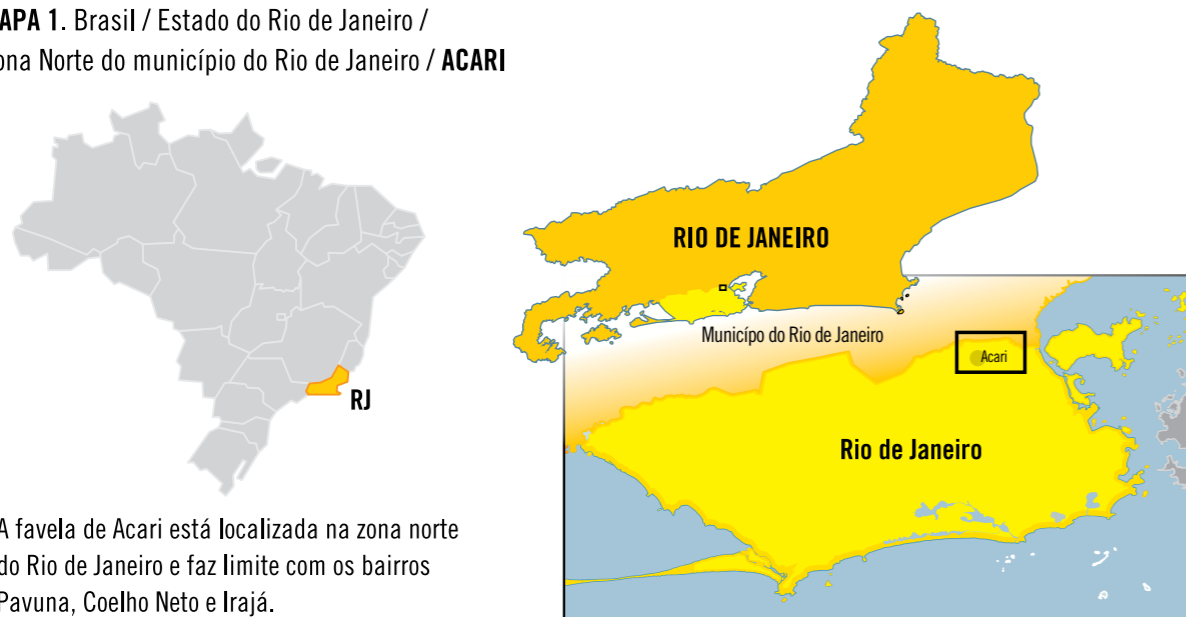 APA 1. Brasil / Estado do Rio de Janeiro /
ona Norte do município do Rio de Janeiro / ACARI
RJ
RIO DE JANEIRO
Municípo do Rio de Janeiro
Acari
Rio de Janeiro
A favela de Acari está localizada na zona norte
do Rio de Janeiro e faz limite com os bairros
Pavuna, Coelho Neto e Irajá.